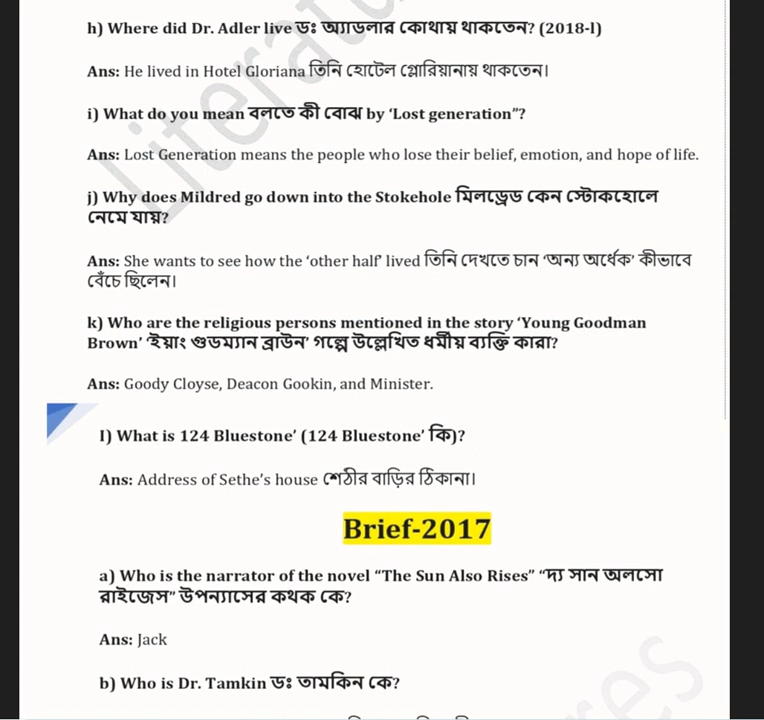 h) Where did Dr. Adler live ডঃ অ্যাডলার কোথায় থাকতেন? (2018-l)
Ans: He lived in Hotel Gloriana তিনি হোটেল গ্লোরিয়ানায় থাকতেন।
i) What do you mean বলতে কী বোঝ by ‘Lost generation”?
Ans: Lost Generation means the people who lose their belief, emotion, and hope of life.
j) Why does Mildred go down into the Stokehole মিলড্রেড কেন স্টোকহোলে
নেমে যায়?
Ans: She wants to see how the ‘other half’ lived তিনি দেখতে চান ‘অন্য অর্ধেক’ কীভাবে
বেঁচে ছিলেন।
k) Who are the religious persons mentioned in the story ‘Young Goodman
Brown’ ‘ইয়াং গুডম্যান ব্রাউন’ গল্পে উল্লেখিত ধর্মীয় ব্যক্তি কারা?
Ans: Goody Cloyse, Deacon Gookin, and Minister.
I) What is 124 Bluestone’ (124 Bluestone’ কি)?
Ans: Address of Sethe’s house শেঠীর বাড়ির ঠিকানা।
Brief-2017
a) Who is the narrator of the novel “The Sun Also Rises” “দ্য সান অলসো
রাইজেস” উপন্যাসের কথক কে?
Ans: Jack
b) Who is Dr. Tamkin ডঃ তামকিন কে?